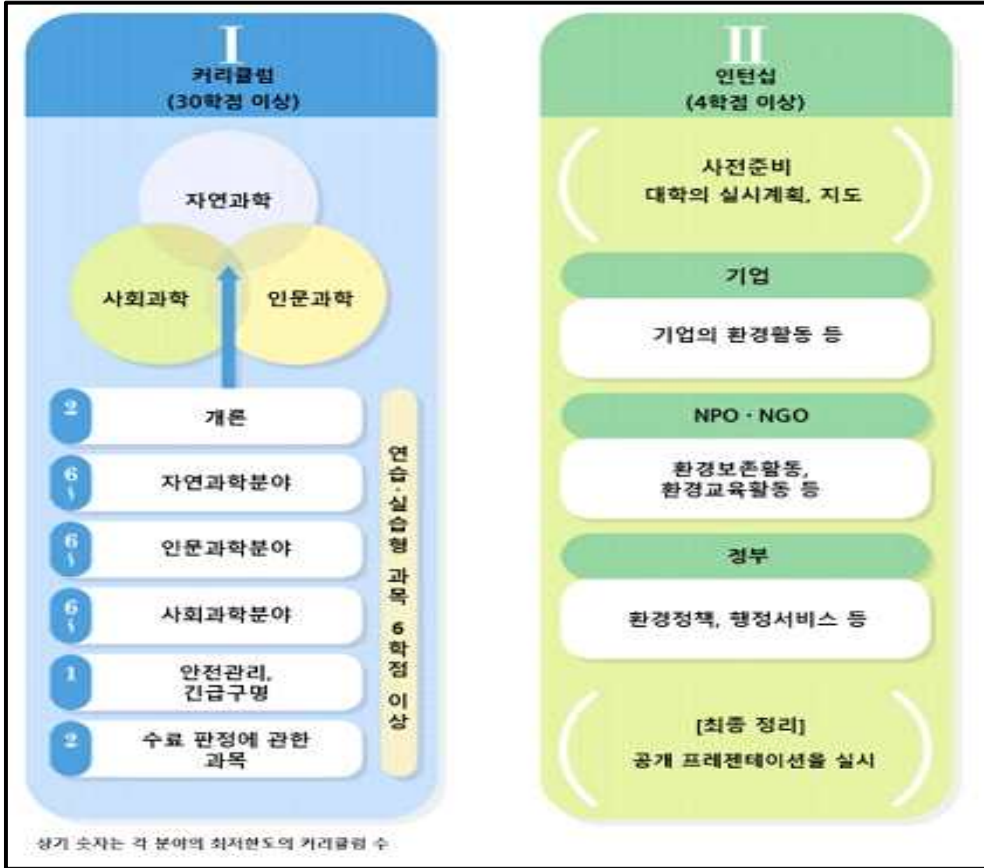 I
커리큘럼
(30학점 이상)
자연과학
사회과학
인문과학
2
개론
6~
자연과학분야
6~
인문과학분야
6~
사회과학분야
1
안전관리,
긴급구명
2
수료 판정에 관한
과목
연습·실습형 과목 6학점 이상
상기 숫자는 각 분야의 최저한도의 커리큘럼 수
II
인턴십
(4학점 이상)
사전준비
대학의 실시계획, 지도
기업
기업의 환경활동 등
NPO · NGO
환경보존활동,
환경교육활동 등
정부
환경정책, 행정서비스 등
[최종 정리]
공개 프레젠테이션을 실시